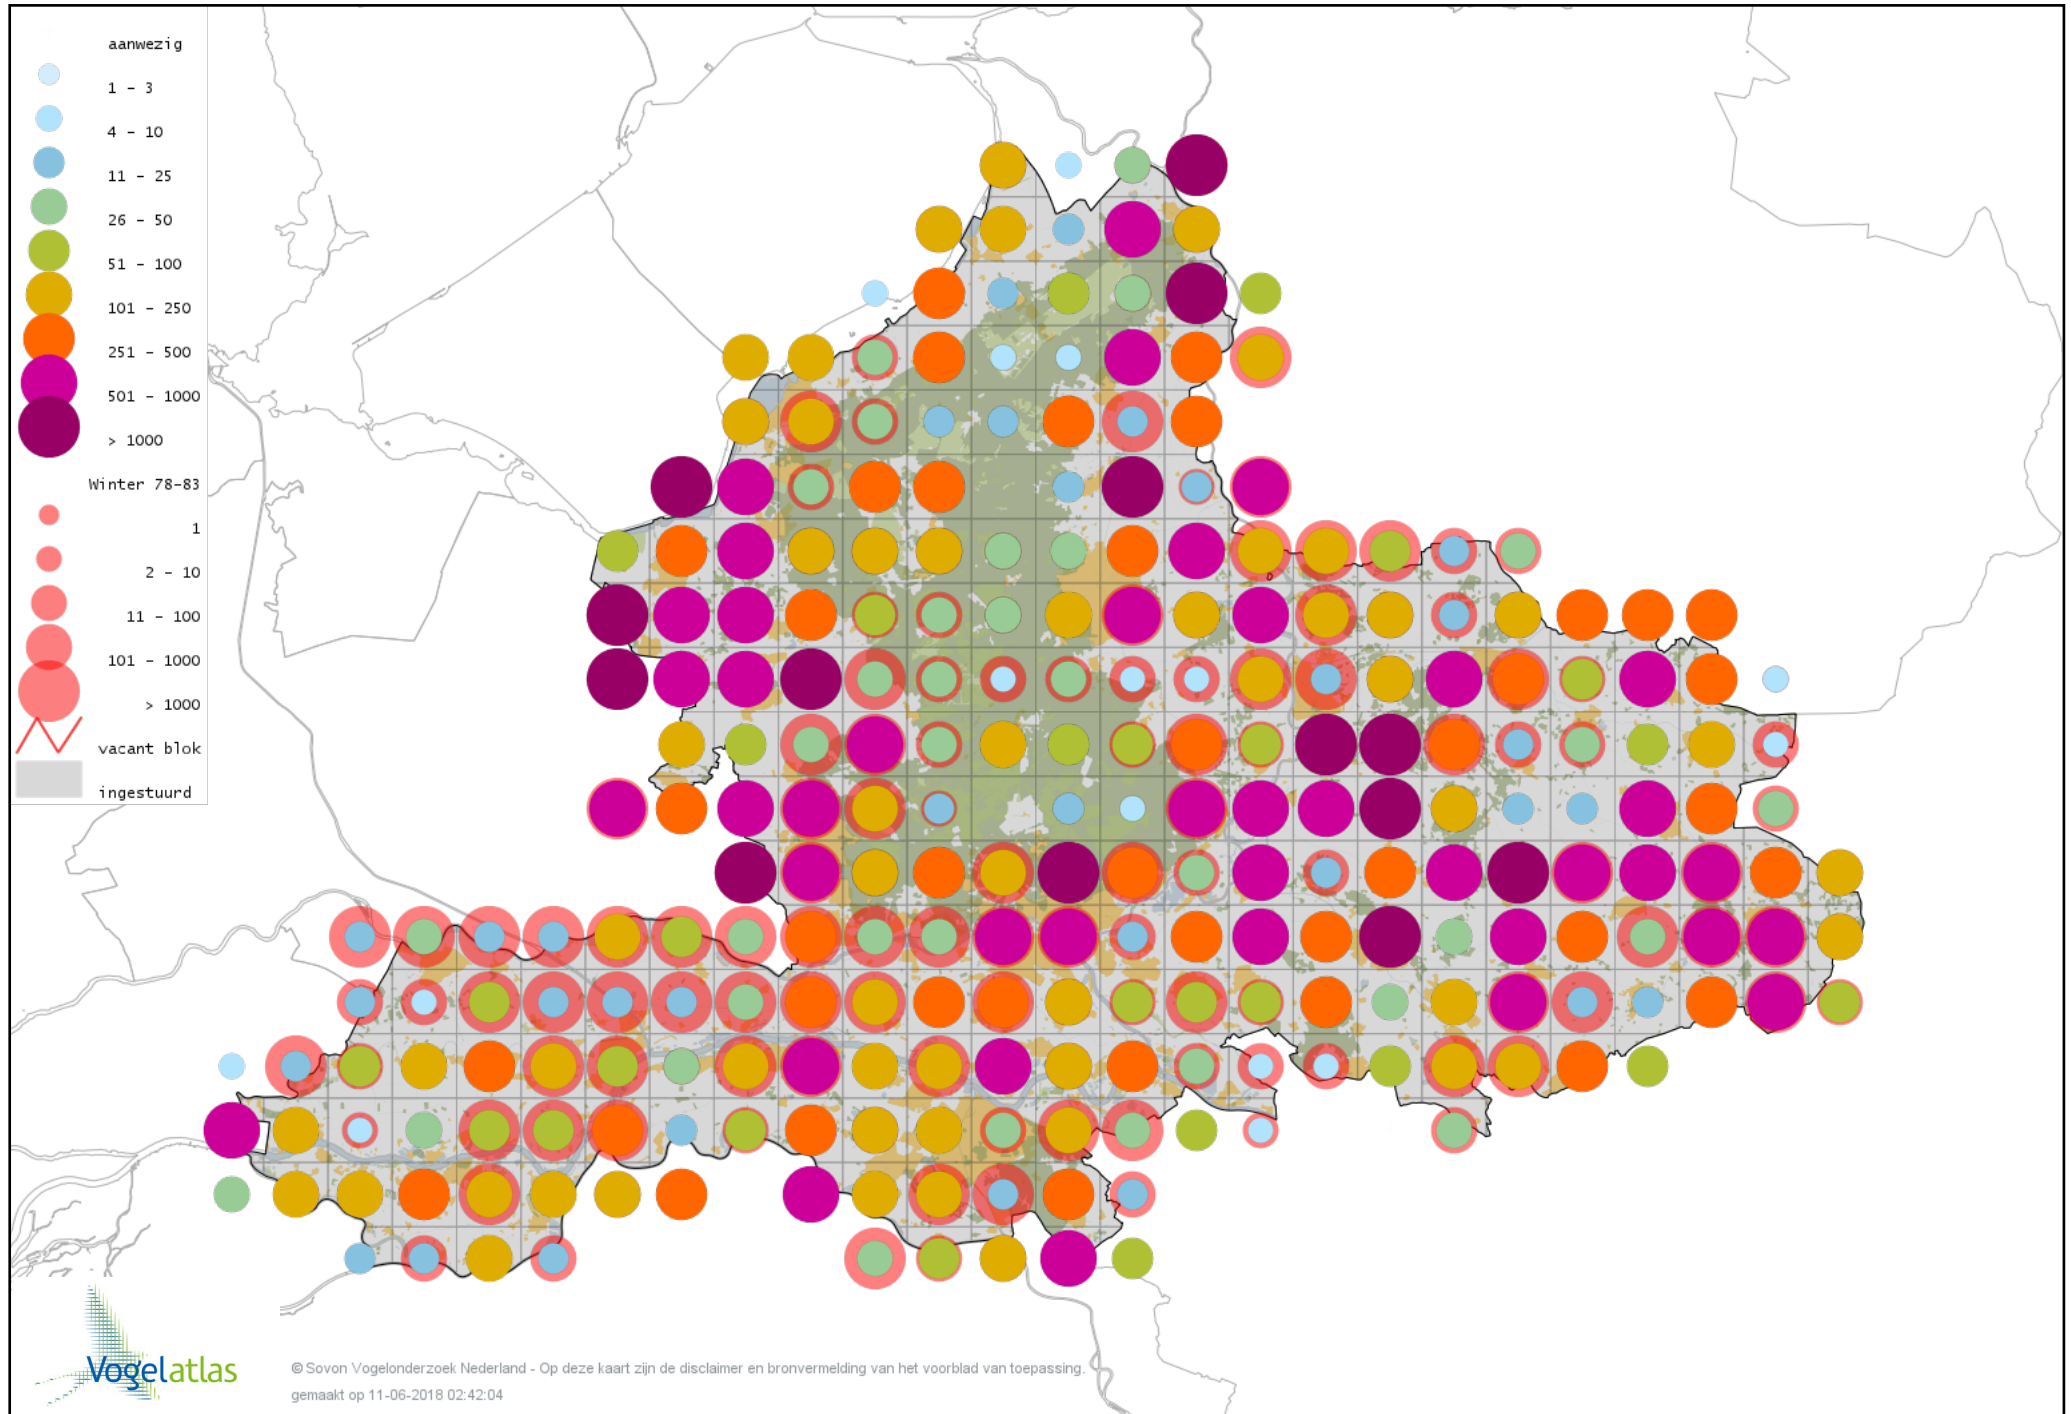 aanwezig
1 - 3
4 - 10
11 - 25
26 - 50
51 - 100
101 - 250
251 - 500
501 - 1000
> 1000
Winter 78-83
1
2 - 10
11 - 100
101 - 1000
> 1000
vacant blok
ingestuurd
Vogelatlas
© Sovon Vogelonderzoek Nederland - Op deze kaart zijn de disclaimer en bronvermelding van het voorblad van toepassing.
gemaakt op 11-06-2018 02:42:04